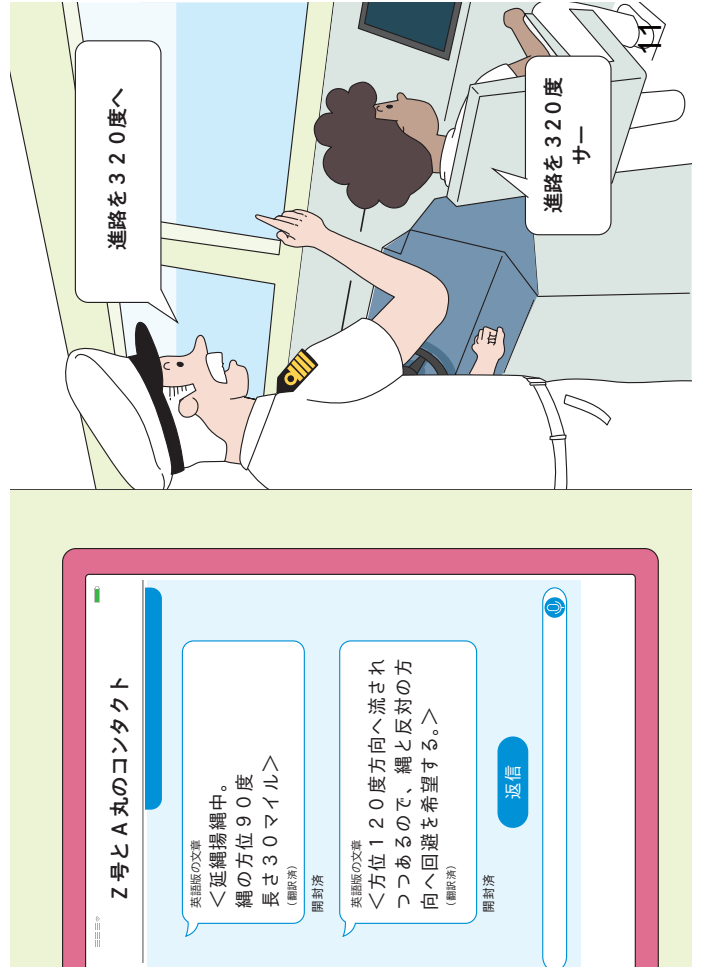 Z号とA丸のコンタクト
英語版の文章
＜延縄揚縄中。
縄の方位９０度
長さ３０マイル＞
（翻訳済）
開封済
英語版の文章
＜方位１２０度方向へ流され
つつあるので、縄と反対の方
向へ回避を希望する。＞
（翻訳済）
開封済
返信
進路を３２０度へ
進路を３２０度
サー
11